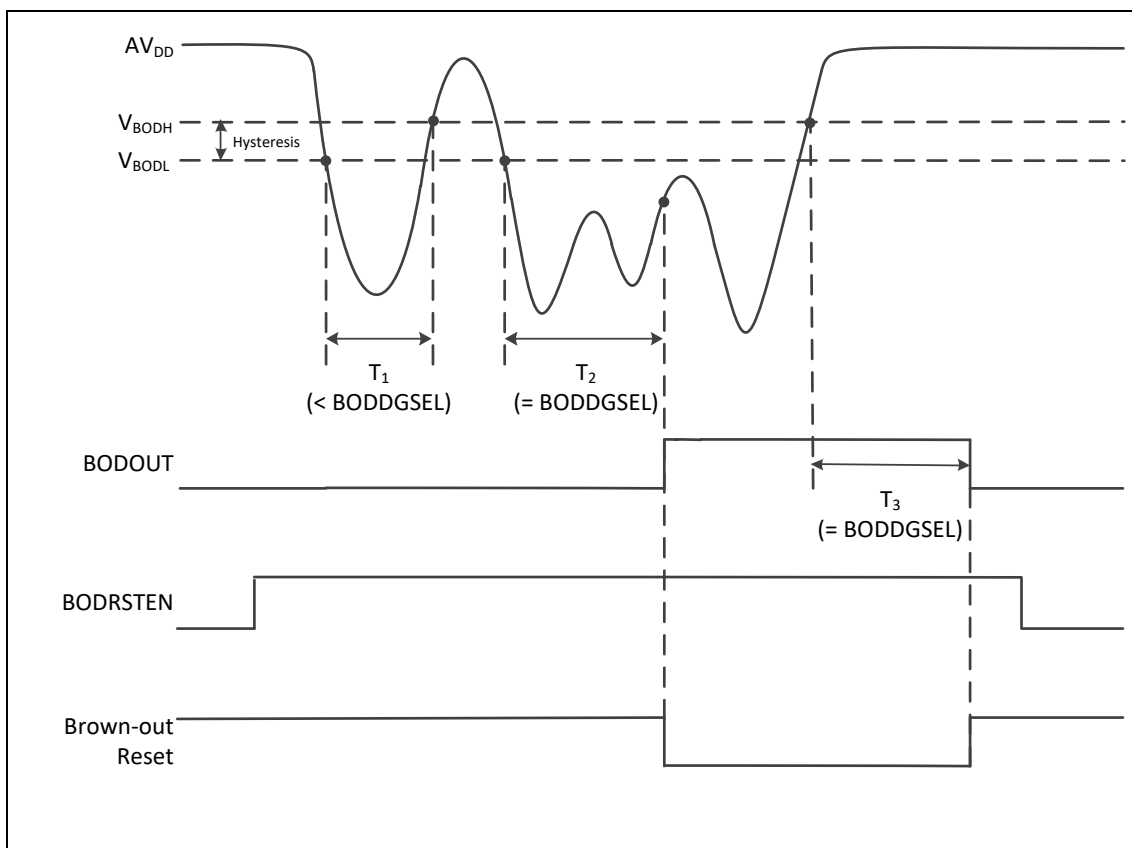 AVDD
VBODH
Hysteresis
VBODL
T1
(< BODDGSEL)
T2
(= BODDGSEL)
BODOUT
T3
(= BODDGSEL)
BODRSTEN
Brown-out
Reset